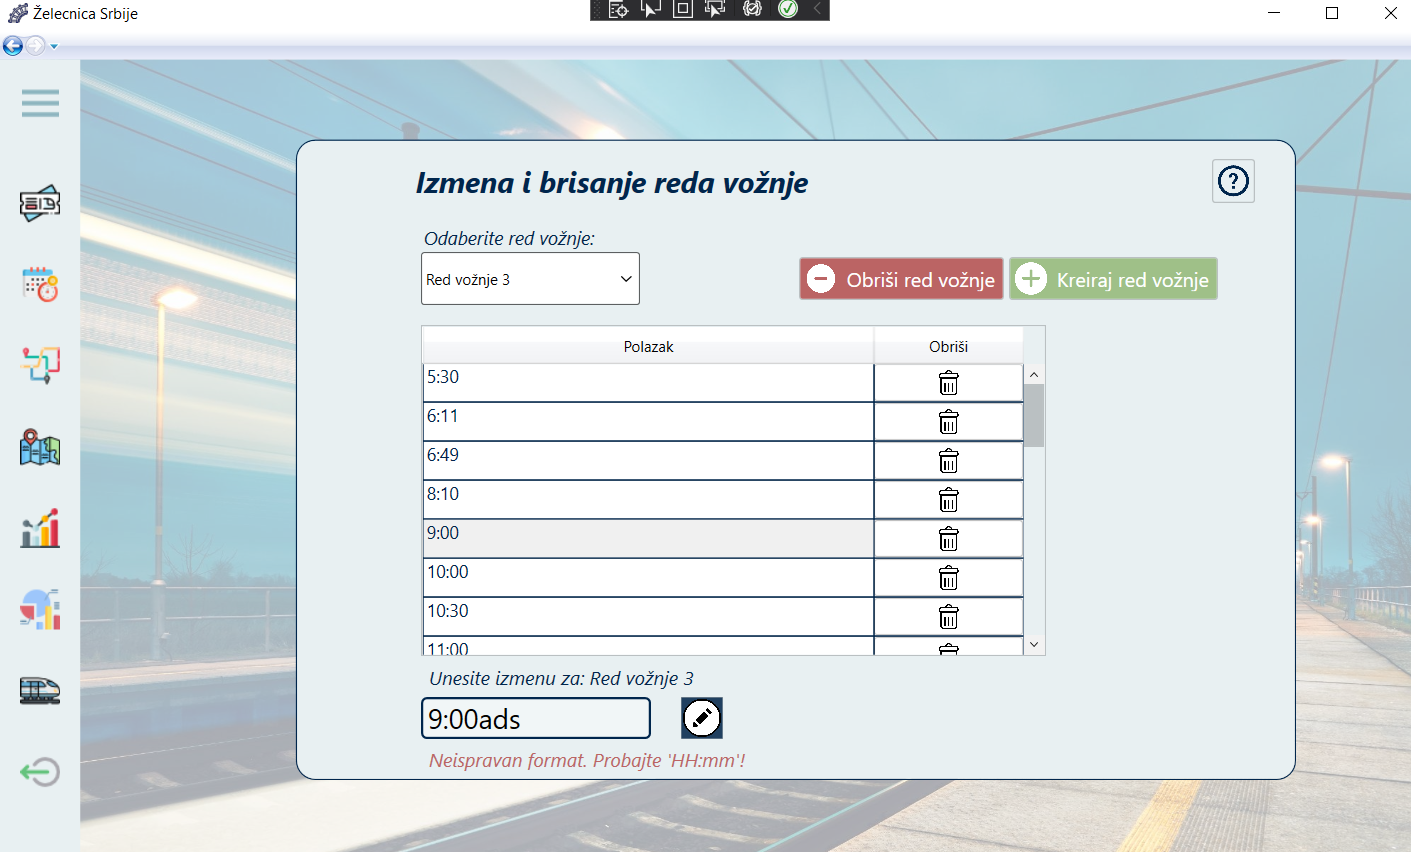 Želecnica Srbije
Izmena i brisanje reda vožnje
Odaberite red vožnje:
Red vožnje 3
Obriši red vožnje
Kreiraj red vožnje
Polazak
Obriši
5:30
6:11
6:49
8:10
9:00
10:00
10:30
11:00
Unesite izmenu za: Red vožnje 3
9:00ads
Neispravan format. Probajte 'HH:mm'!